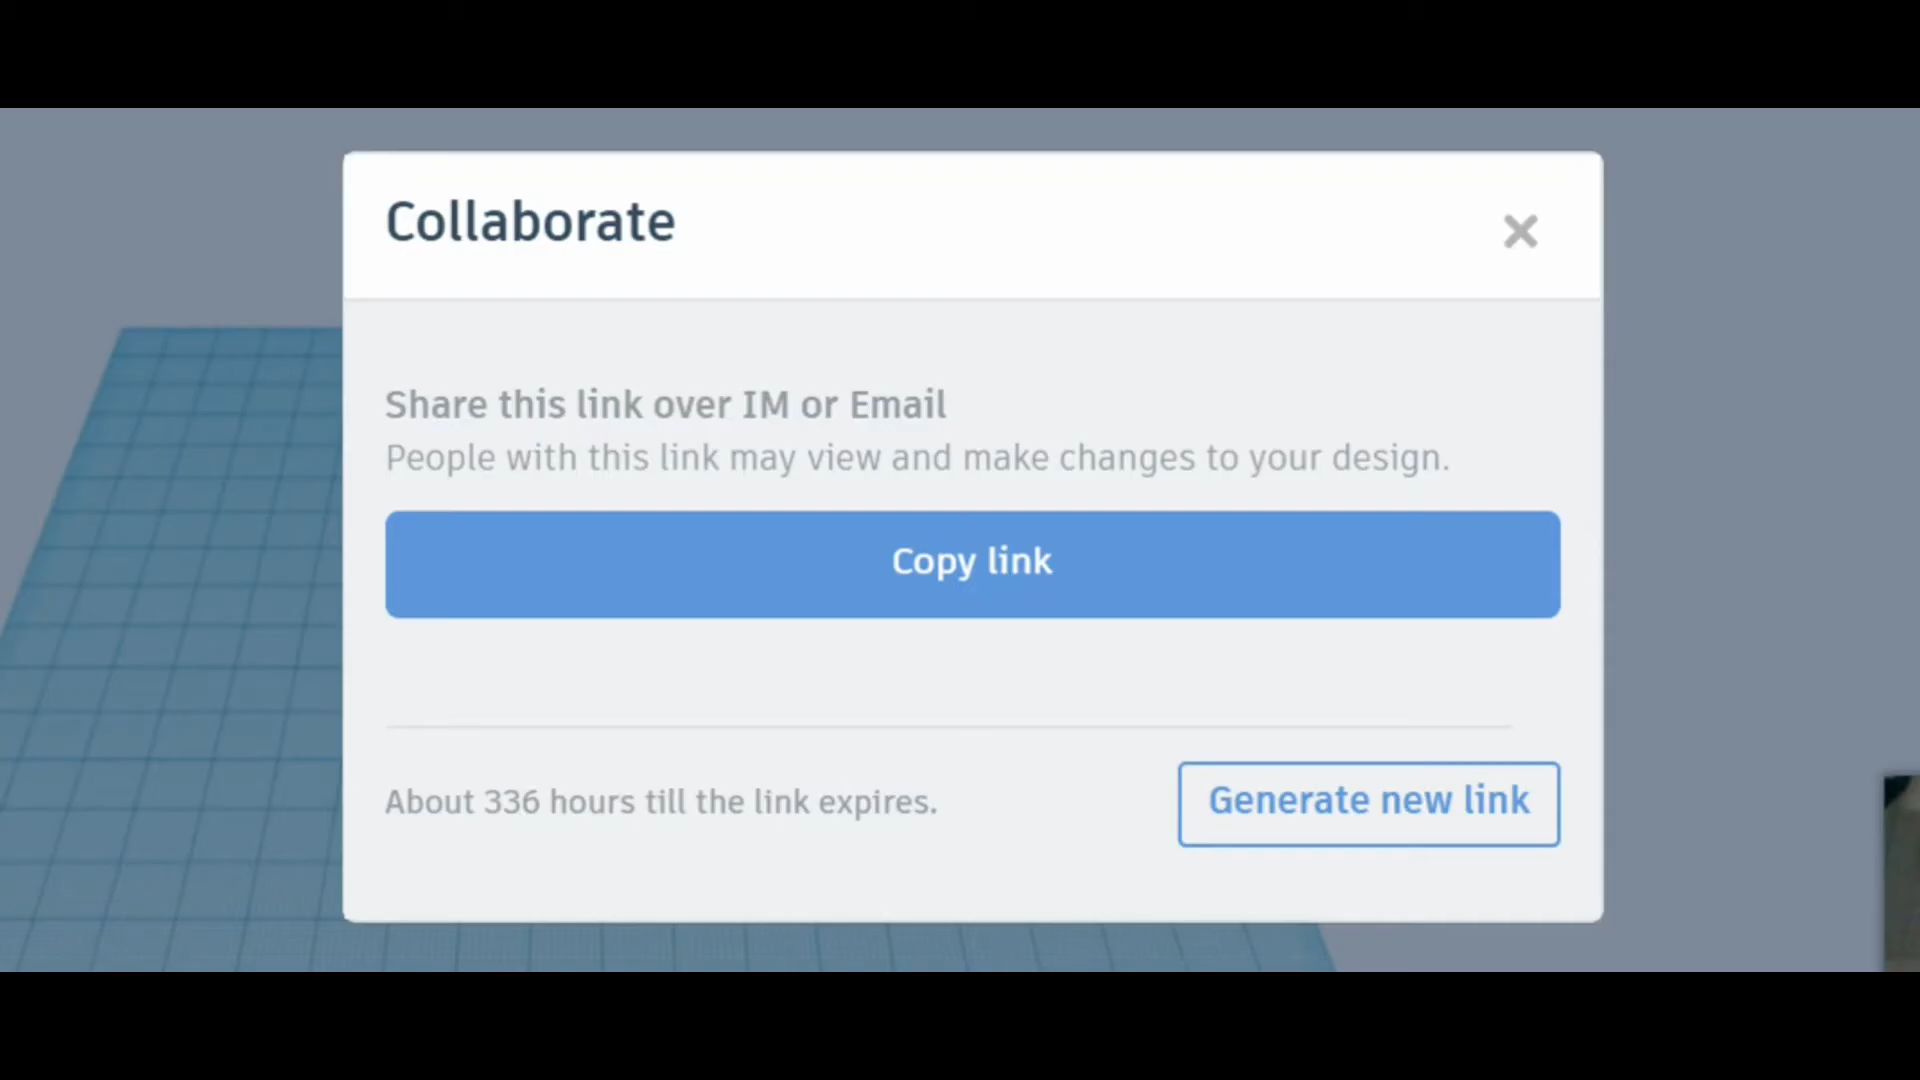 Collaborate
Share this link over IM or Email
People with this link may view and make changes to your design.
Copy link
About 336 hours till the link expires.
Generate new link